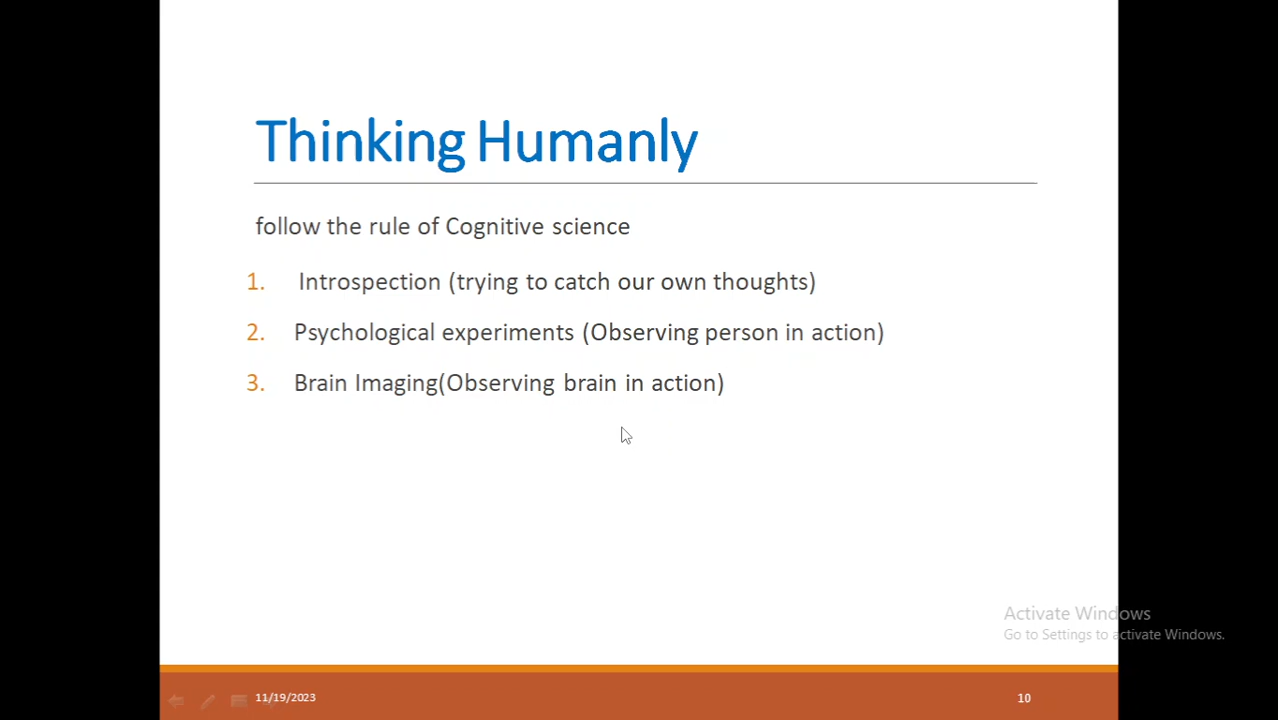 Thinking Humanly
follow the rule of Cognitive science
1. Introspection (trying to catch our own thoughts)
2. Psychological experiments (Observing person in action)
3. Brain Imaging(Observing brain in action)
Activate Windows
Go to Settings to activate Windows.
11/19/2023
10